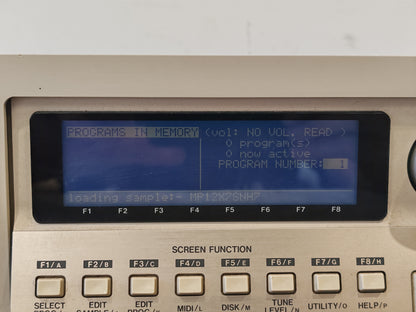 PROGRAMS IN MEMORY (vol: NO VOL. READ )
0 program(s)
0 now active
PROGRAM NUMBER: 1
loading sample:-
F1 F2 F3 F4 F5 F6 F7 F8
SCREEN FUNCTION
F1/A F2/B F3/C F4/D F5/E F6/F F7/G F8/H
SELECT EDIT EDIT MIDI/L DISK/M TUNE UTILITY/O HELP/P
SAMPLE LEVEL/N